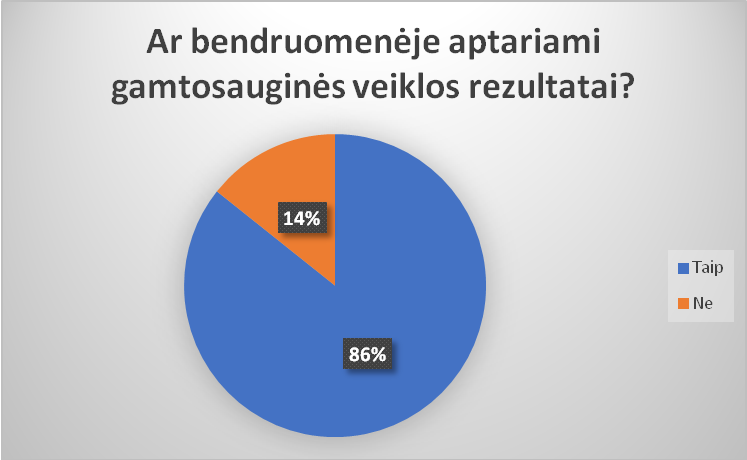 Ar bendruomenėje aptariami
gamtosauginės veiklos rezultatai?
14%
86%
Taip
Ne